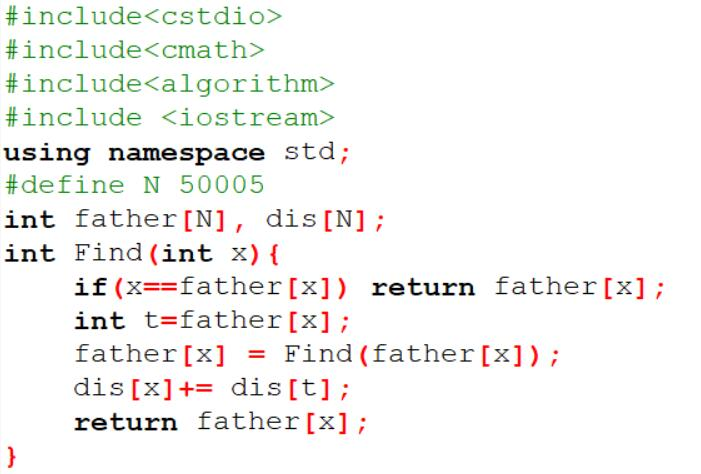 #include<cstdio>
#include<cmath>
#include<algorithm>
#include <iostream>
using namespace std;
#define N 50005
int father[N], dis[N];
int Find(int x){
    if(x==father[x]) return father[x];
    int t=father[x];
    father[x] = Find(father[x]);
    dis[x]+= dis[t];
    return father[x];
}